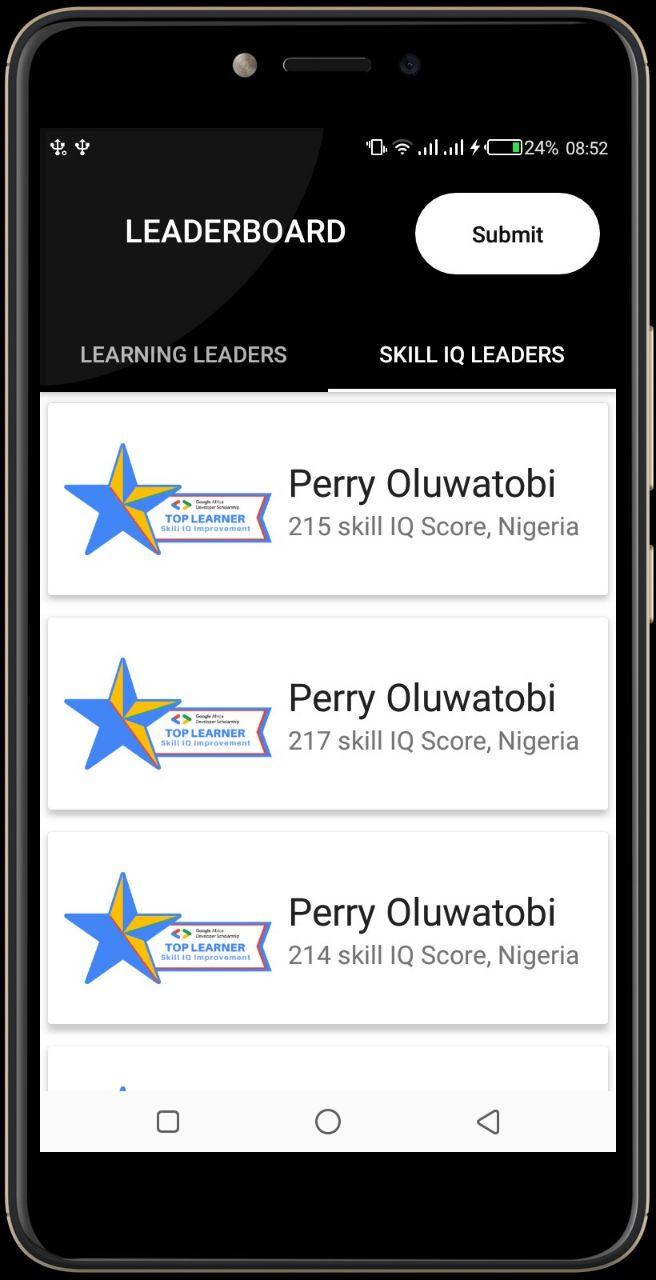 24% 08:52
LEADERBOARD
Submit
LEARNING LEADERS
SKILL IQ LEADERS
Google Africa
Developer Scholarship
TOP LEARNER
Skill IQ Improvement
Perry Oluwatobi
215 skill IQ Score, Nigeria
Google Africa
Developer Scholarship
TOP LEARNER
Skill IQ Improvement
Perry Oluwatobi
217 skill IQ Score, Nigeria
Google Africa
Developer Scholarship
TOP LEARNER
Skill IQ Improvement
Perry Oluwatobi
214 skill IQ Score, Nigeria